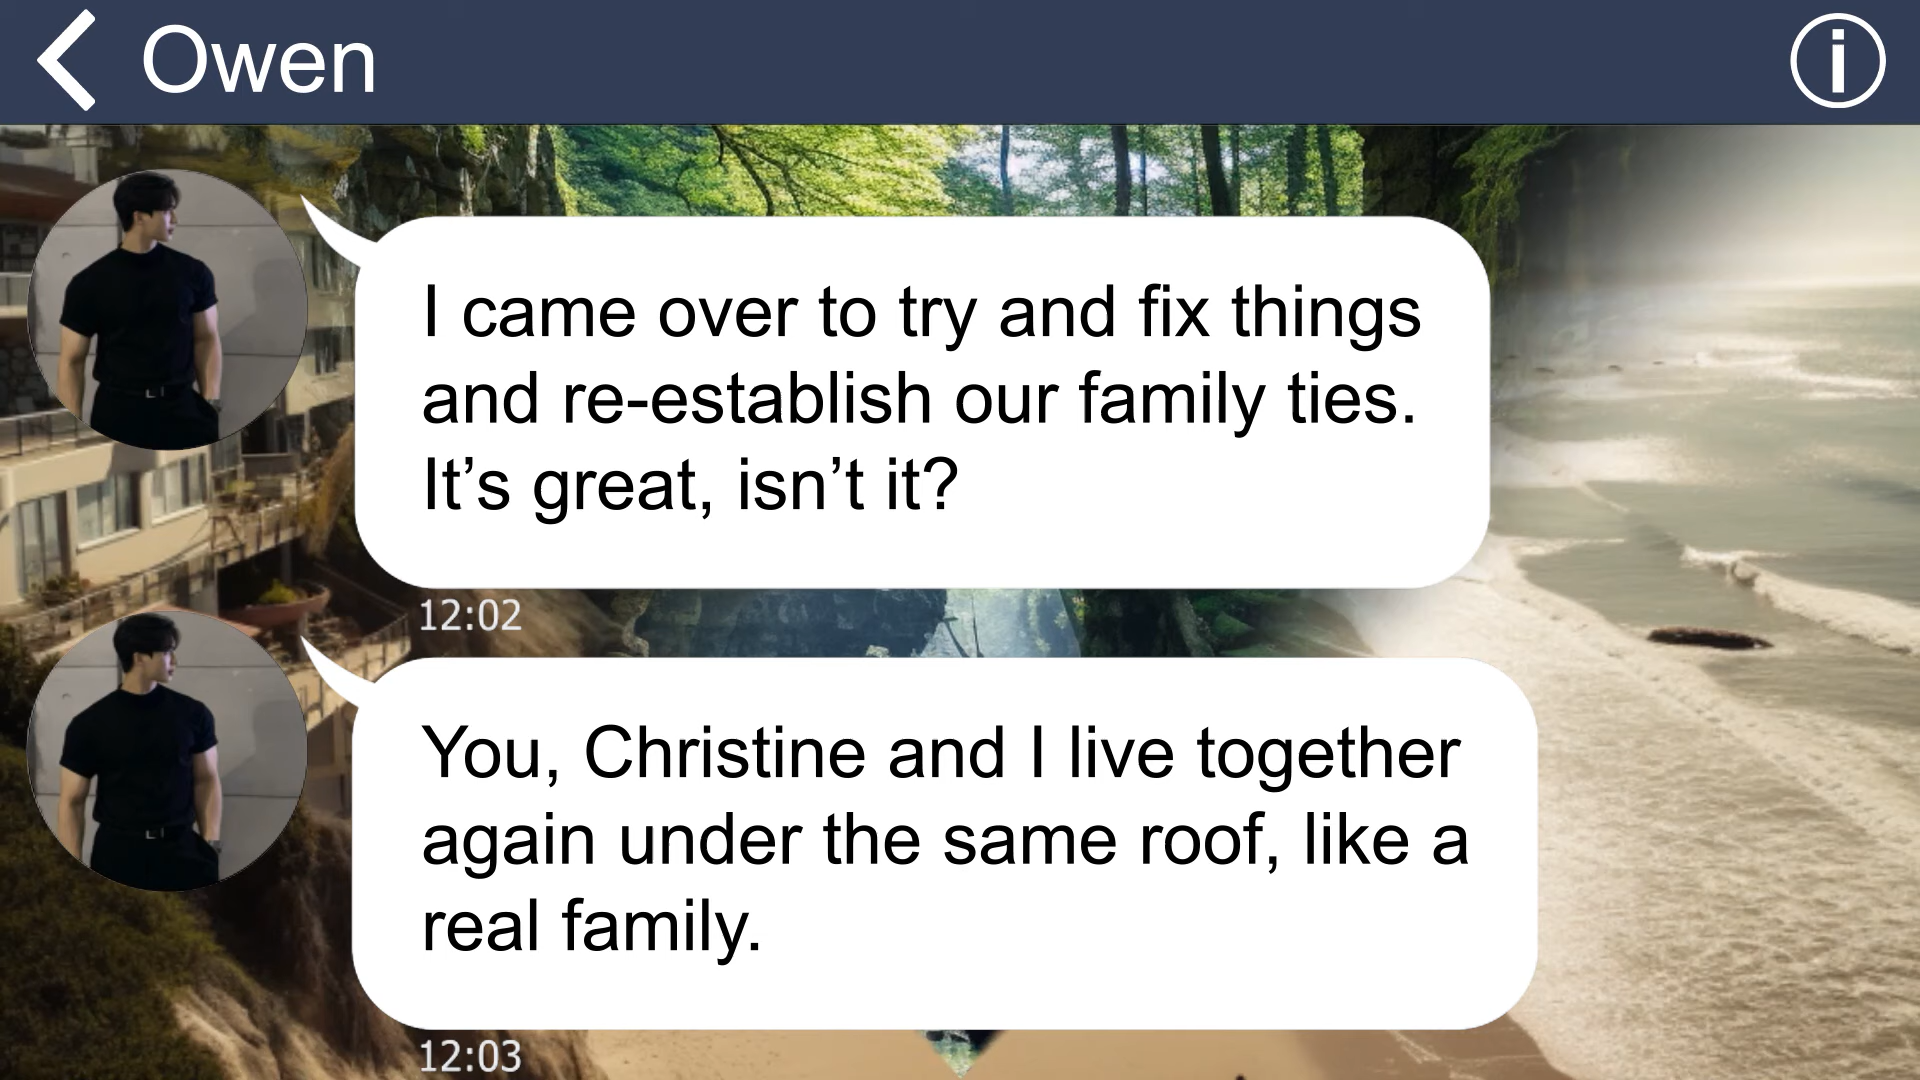 Owen
I came over to try and fix things
and re-establish our family ties.
It’s great, isn’t it?
12:02
You, Christine and I live together
again under the same roof, like a
real family.
12:03